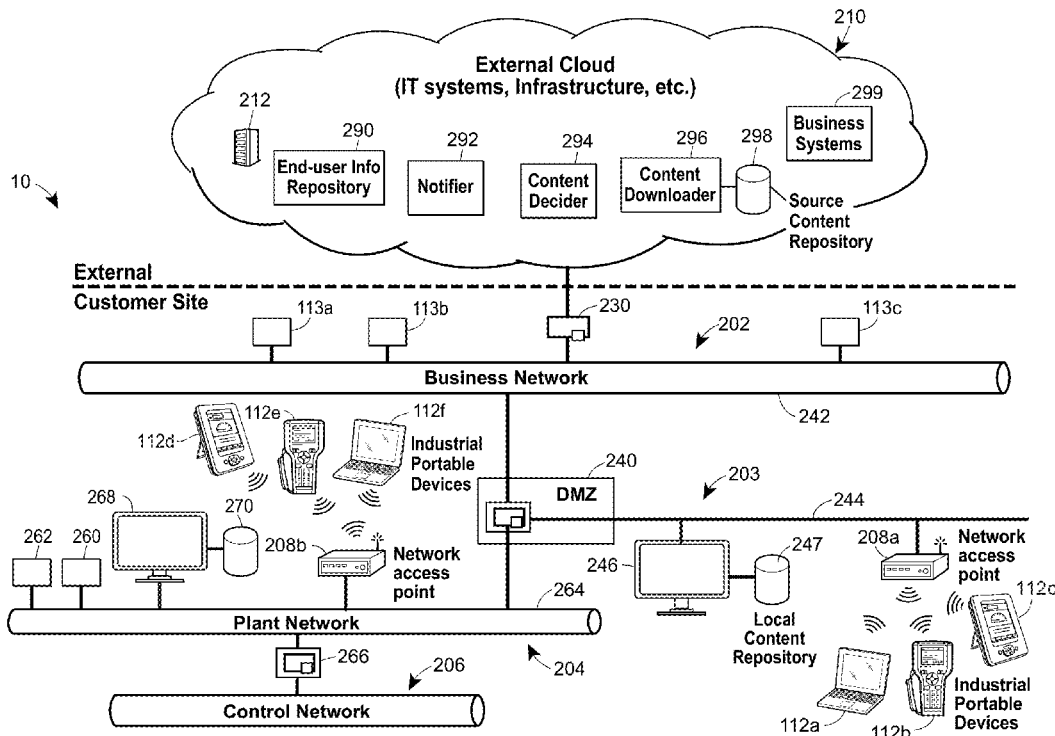 210
External Cloud
(IT systems, Infrastructure, etc.)
212
290
292
294
296
298
299
End-user Info
Repository
Notifier
Content
Decider
Content
Downloader
Business
Systems
Source
Content
Repository
10
External
Customer Site
113a
113b
230
202
113c
Business Network
242
112d
112e
112f
Industrial
Portable
Devices
240
DMZ
203
244
268
270
262
260
208b
Network
access
point
246
247
208a
Network
access
point
264
112c
Plant Network
Local
Content
Repository
266
204
206
Control Network
112a
112b
Industrial
Portable
Devices